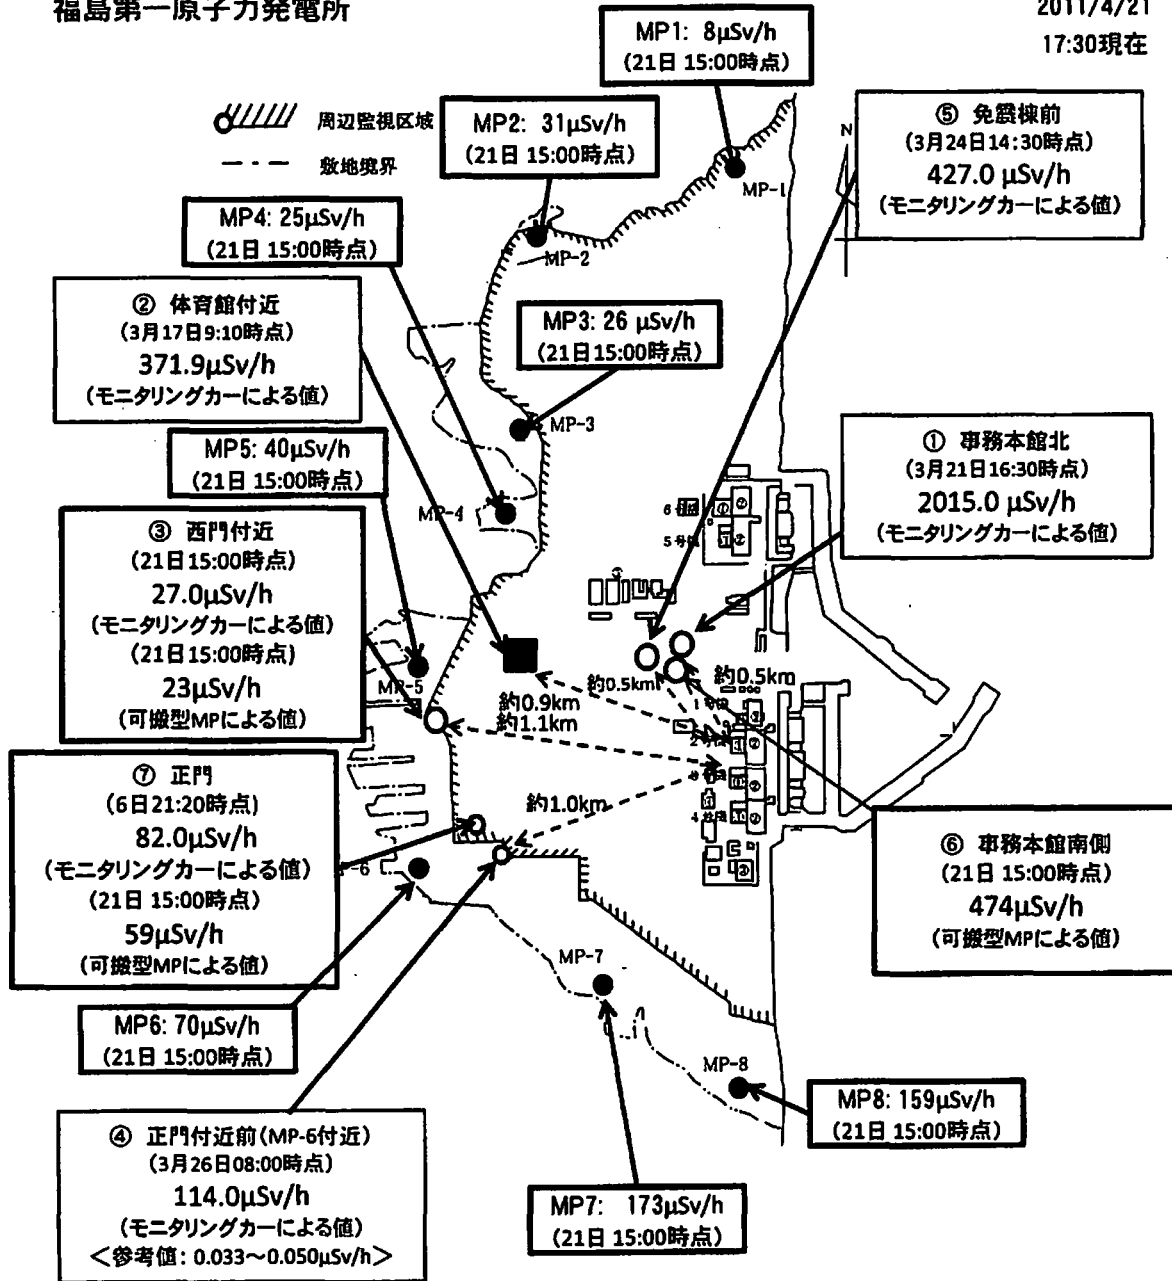 福島第一原子力発電所
2011/4/21
17:30現在
MP1: 8μSv/h
(21日 15:00時点)
周辺監視区域
敷地境界
MP2: 31μSv/h
(21日 15:00時点)
⑤ 免震棟前
(3月24日14:30時点)
427.0 μSv/h
(モニタリングカーによる値)
N
MP-1
MP4: 25μSv/h
(21日 15:00時点)
MP-2
② 体育館付近
(3月17日9:10時点)
371.9μSv/h
(モニタリングカーによる値)
MP3: 26 μSv/h
(21日15:00時点)
MP-3
MP5: 40μSv/h
(21日 15:00時点)
① 事務本館北
(3月21日16:30時点)
2015.0 μSv/h
(モニタリングカーによる値)
MP-4
6号機
5号機
③ 西門付近
(21日15:00時点)
27.0μSv/h
(モニタリングカーによる値)
(21日15:00時点)
23μSv/h
(可搬型MPによる値)
MP-5
約0.5km
約0.5km
約0.9km
約1.1km
1号機
2号機
3号機
4号機
約1.0km
⑦ 正門
(6日21:20時点)
82.0μSv/h
(モニタリングカーによる値)
(21日 15:00時点)
59μSv/h
(可搬型MPによる値)
-6
⑥ 事務本館南側
(21日 15:00時点)
474μSv/h
(可搬型MPによる値)
MP-7
MP6: 70μSv/h
(21日 15:00時点)
MP-8
MP8: 159μSv/h
(21日 15:00時点)
④ 正門付近前(MP-6付近)
(3月26日08:00時点)
114.0μSv/h
(モニタリングカーによる値)
＜参考値: 0.033～0.050μSv/h＞
MP7: 173μSv/h
(21日 15:00時点)